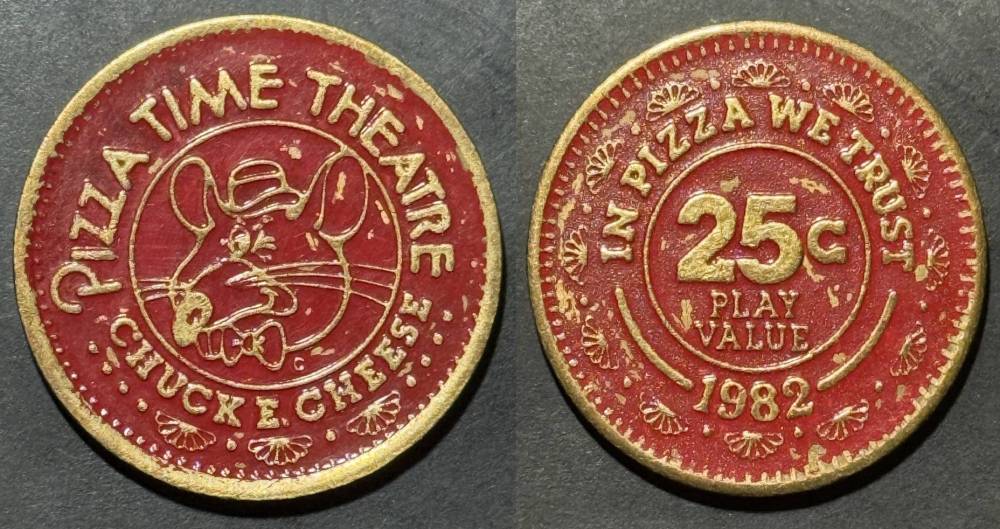 PIZZA TIME THEATRE
CHUCK E. CHEESE
C
IN PIZZA WE TRUST
25¢
PLAY
VALUE
1982